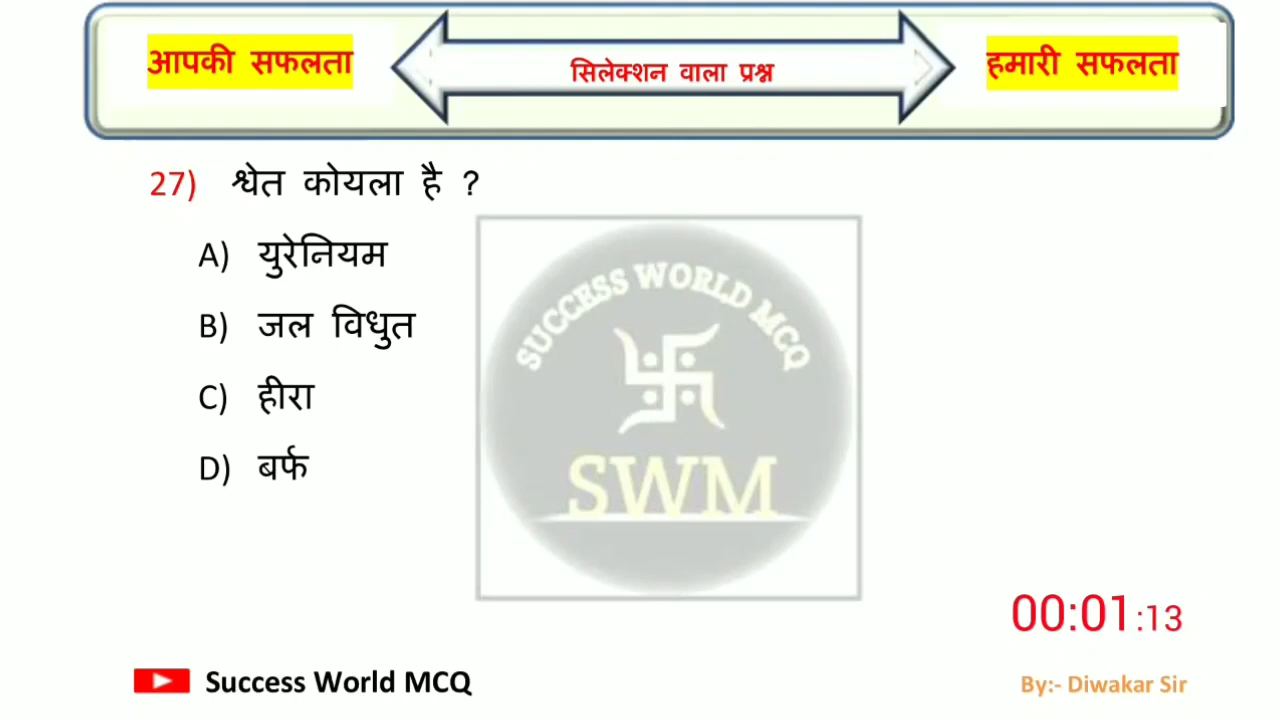 आपकी सफलता
सिलेक्शन वाला प्रश्न
हमारी सफलता
27) श्वेत कोयला है ?
A) युरेनियम
B) जल विधुत
C) हीरा
D) बर्फ
SUCCESS WORLD MCQ
SWM
00:01:13
Success World MCQ
By:- Diwakar Sir